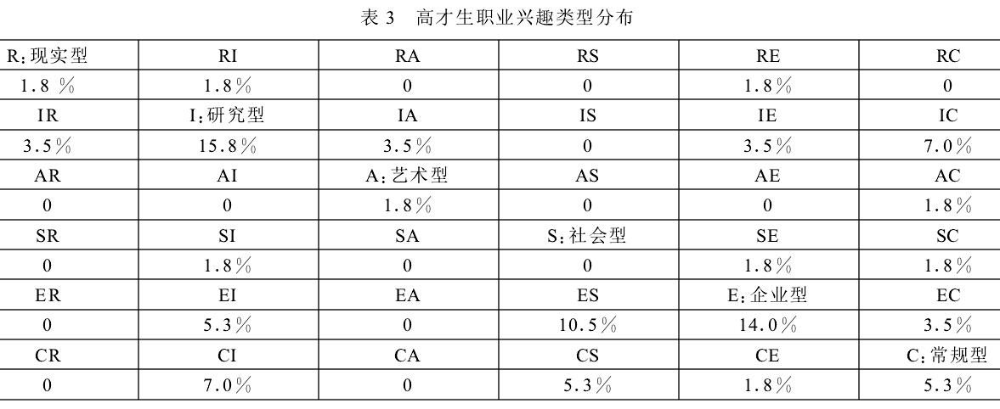 表 3 高才生职业兴趣类型分布
R:现实型 RI RA RS RE RC
1.8 % 1.8% 0 0 1.8% 0
IR I:研究型 IA IS IE IC
3.5% 15.8% 3.5% 0 3.5% 7.0%
AR AI A:艺术型 AS AE AC
0 0 1.8% 0 0 1.8%
SR SI SA S:社会型 SE SC
0 1.8% 0 0 1.8% 1.8%
ER EI EA ES E:企业型 EC
0 5.3% 0 10.5% 14.0% 3.5%
CR CI CA CS CE C:常规型
0 7.0% 0 5.3% 1.8% 5.3%